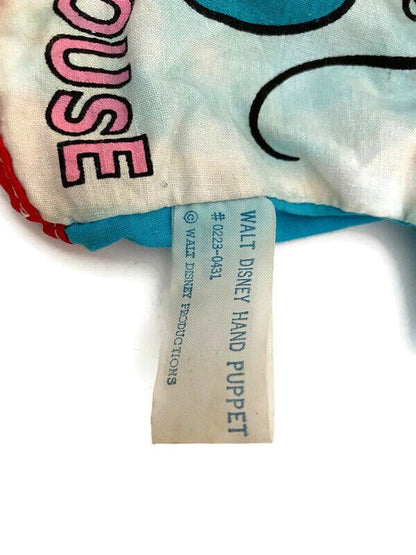 OUSE
WALT DISNEY HAND PUPPET
# 0223-0431
© WALT DISNEY PRODUCTIONS